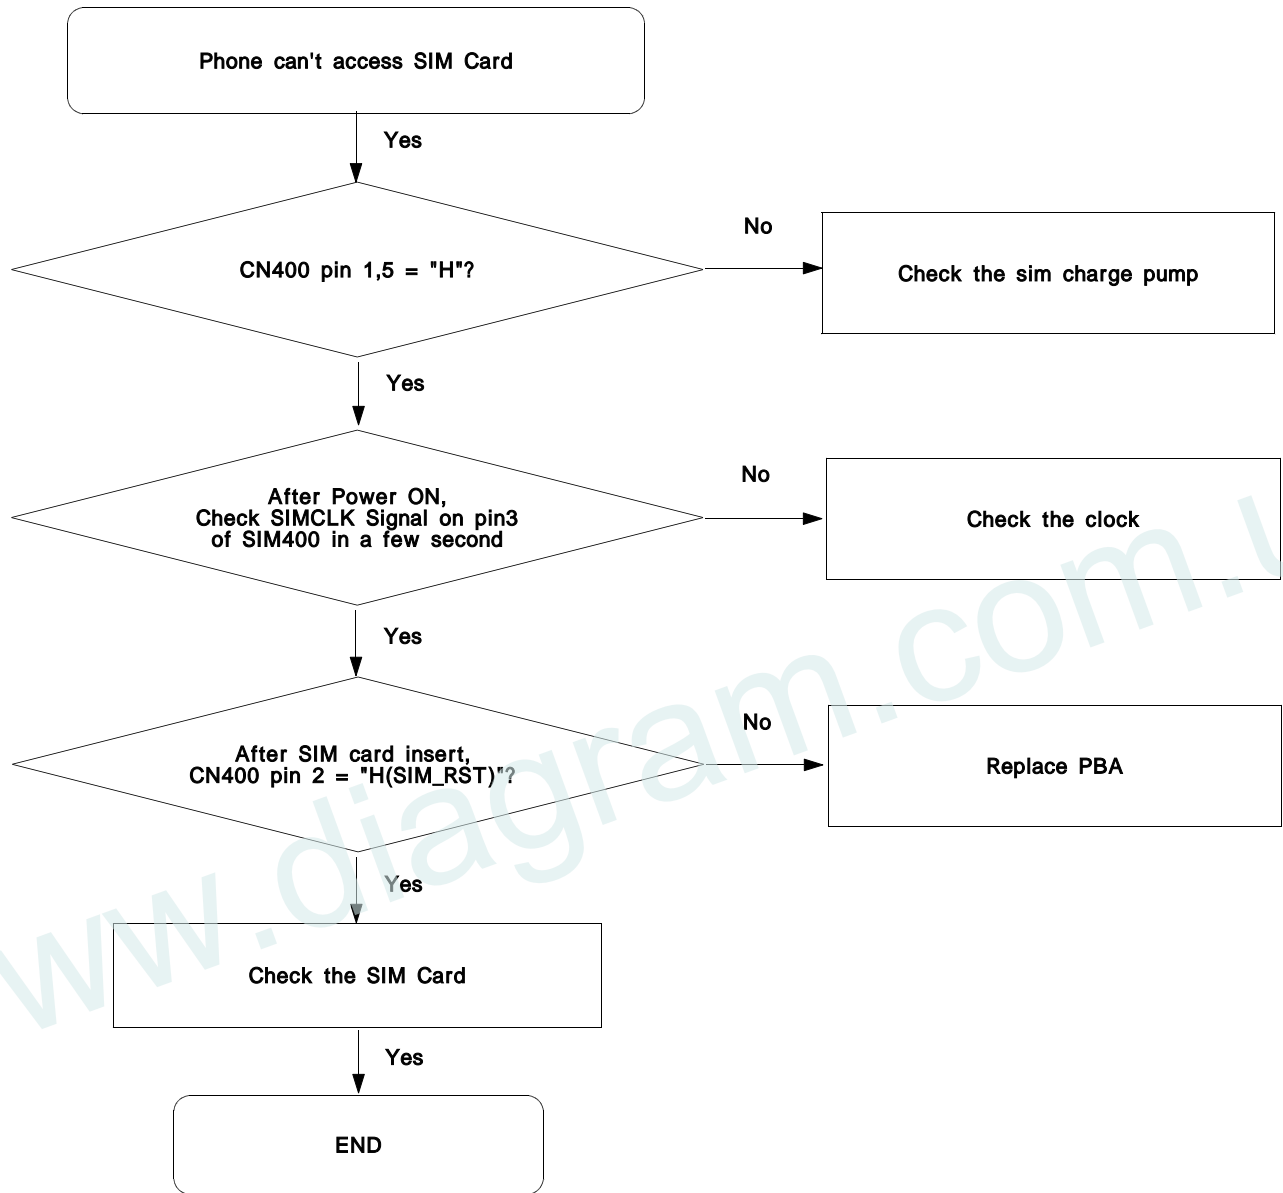 Phone can't access SIM Card
Yes
CN400 pin 1,5 = "H"?
No
Check the sim charge pump
Yes
After Power ON,
Check SIMCLK Signal on pin3
of SIM400 in a few second
No
Check the clock
Yes
After SIM card insert,
CN400 pin 2 = "H(SIM_RST)"?
No
Replace PBA
Yes
Check the SIM Card
Yes
END
ww.diagram.com.u